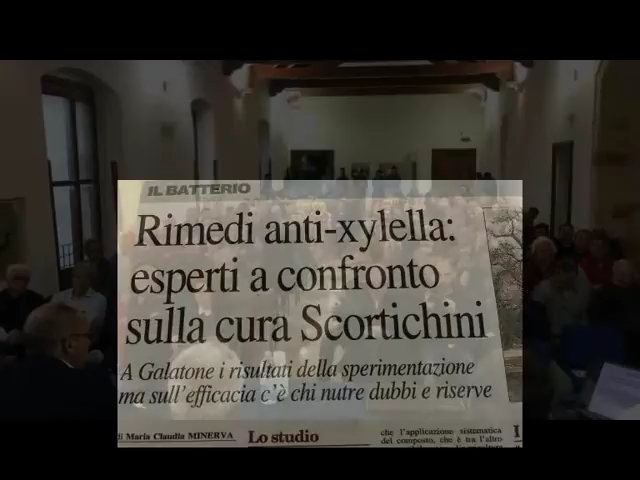 IL BATTERIO
Rimedi anti-xylella:
esperti a confronto
sulla cura Scortichini
A Galatone i risultati della sperimentazione
ma sull'efficacia c'è chi nutre dubbi e riserve
di Maria Claudia MINERVA
Lo studio
che l'applicazione sistematica
del composto, che è tra l'altro